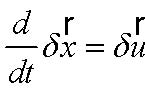 d/dt δx⃗ = δu⃗